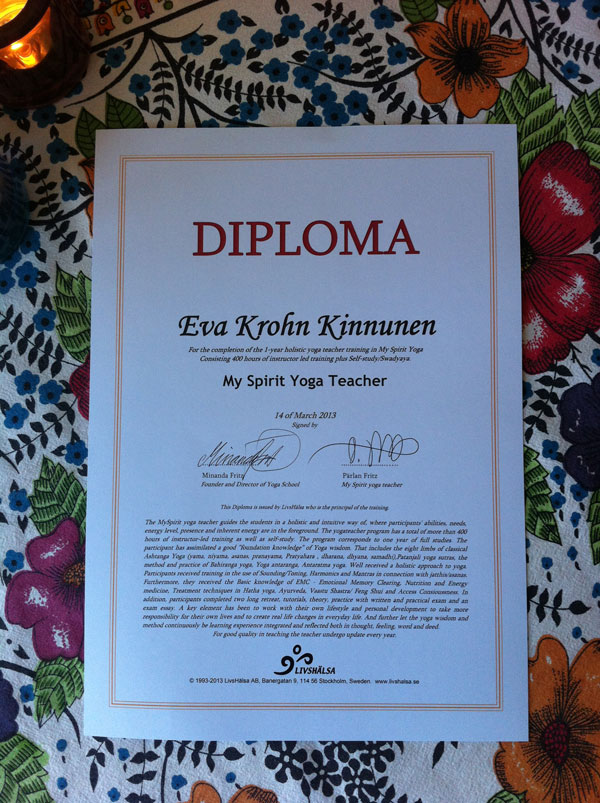 DIPLOMA
Eva Krohn Kinnunen
For the completion of the 1-year holistic yoga teacher training in My Spirit Yoga
Consisting 400 hours of instructor led training plus Self-study/Swadyaya.
My Spirit Yoga Teacher
14 of March 2013
Signed by
Minanda Fritz Pärlan Fritz
Founder and Director of Yoga School My Spirit yoga teacher
This Diploma is issued by LivsHälsa who is the principal of the training.
The MySpirit yoga teacher guides the students in a holistic and intuitive way of, where participants' abilities, needs,
energy level, presence and inherent energy are in the foreground. The yogateacher program has a total of more than 400
hours of instructor-led training as well as self-study. The program corresponds to one year of full studies. The
participant has assimilated a good "foundation knowledge" of Yoga wisdom. That includes the eight limbs of classical
Ashtanga Yoga (yama, niyama, asanas, pranayama, Pratyahara , dharana, dhyana, samadhi),Patanjali yoga sutras, the
method and practice of Bahiranga yoga, Yoga antaranga, Antaratma yoga. Well received a holistic approach to yoga.
Participants received training in the use of Sounding/Toning, Harmonics and Mantras in connection with jathis/asanas.
Furthermore, they received the Basic knowledge of EMC - Emotional Memory Clearing, Nutrition and Energy
medicine, Treatment techniques in Hatha yoga, Ayurveda, Vaastu Shastra/ Feng Shui and Access Consciousness. In
addition, participants completed two long retreat, tutorials, theory, practice with written and practical exam and an
exam essay. A key element has been to work with their own lifestyle and personal development to take more
responsibility for their own lives and to create real life changes in everyday life. And further let the yoga wisdom and
method continuously be learning experience integrated and reflected both in thought, feeling, word and deed.
For good quality in teaching the teacher undergo update every year.
LIVSHÄLSA
© 1993-2013 LivsHälsa AB, Banergatan 9, 114 56 Stockholm, Sweden. www.livshalsa.se